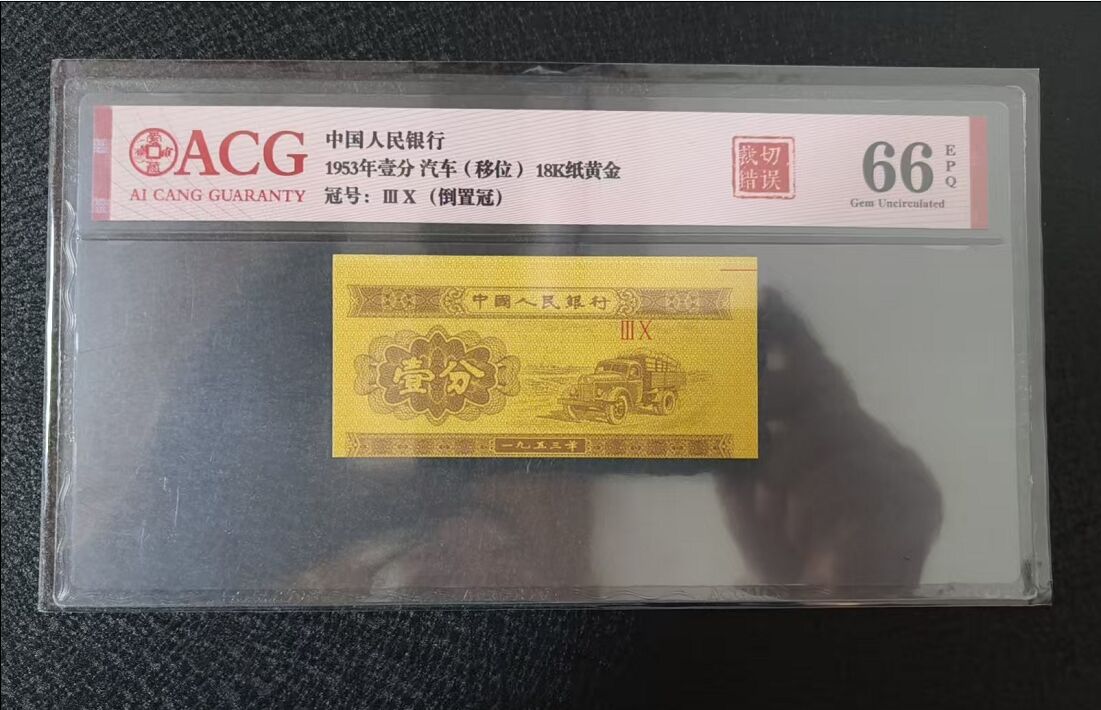 ACG
AI CANG GUARANTY
中国人民银行
1953年壹分 汽车（移位） 18K纸黄金
冠号：ⅢⅩ（倒置冠）
裁切
错误
66
EPQ
Gem Uncirculated
中國人民銀行
ⅢⅩ
壹分
一九五三年